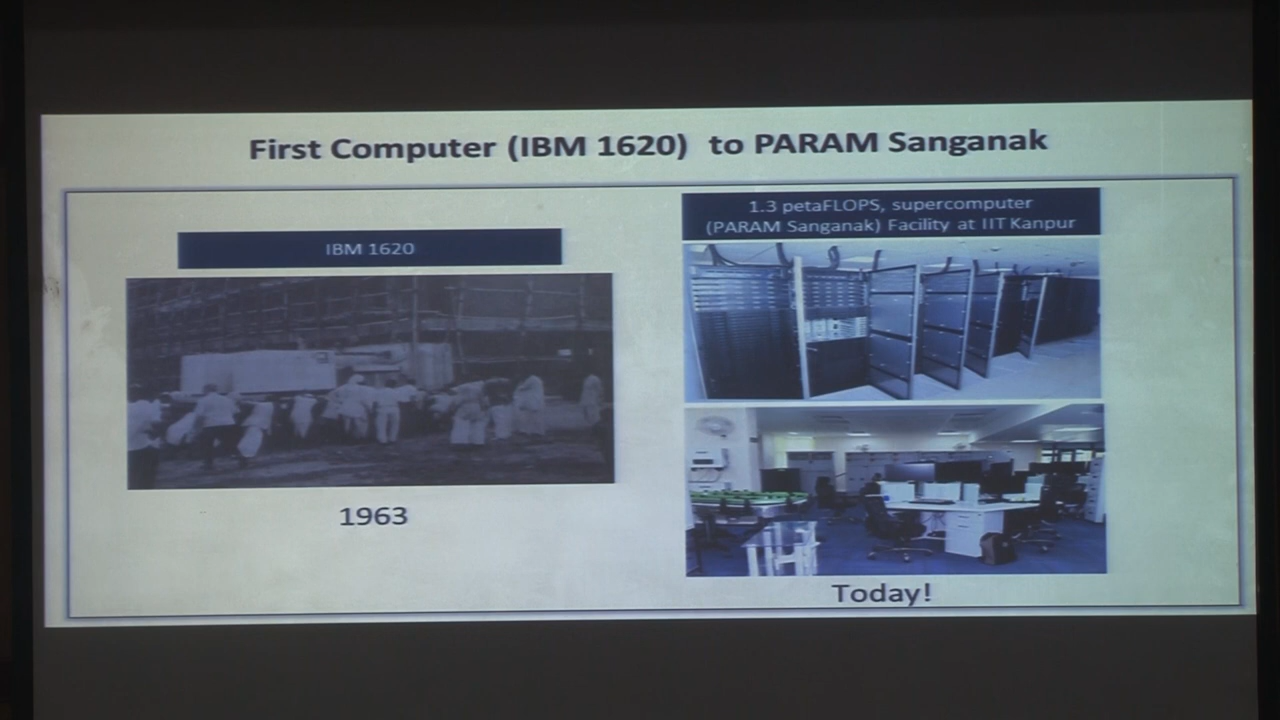 First Computer (IBM 1620) to PARAM Sanganak
IBM 1620
1963
1.3 petaFLOPS, supercomputer
(PARAM Sanganak) Facility at IIT Kanpur
Today!